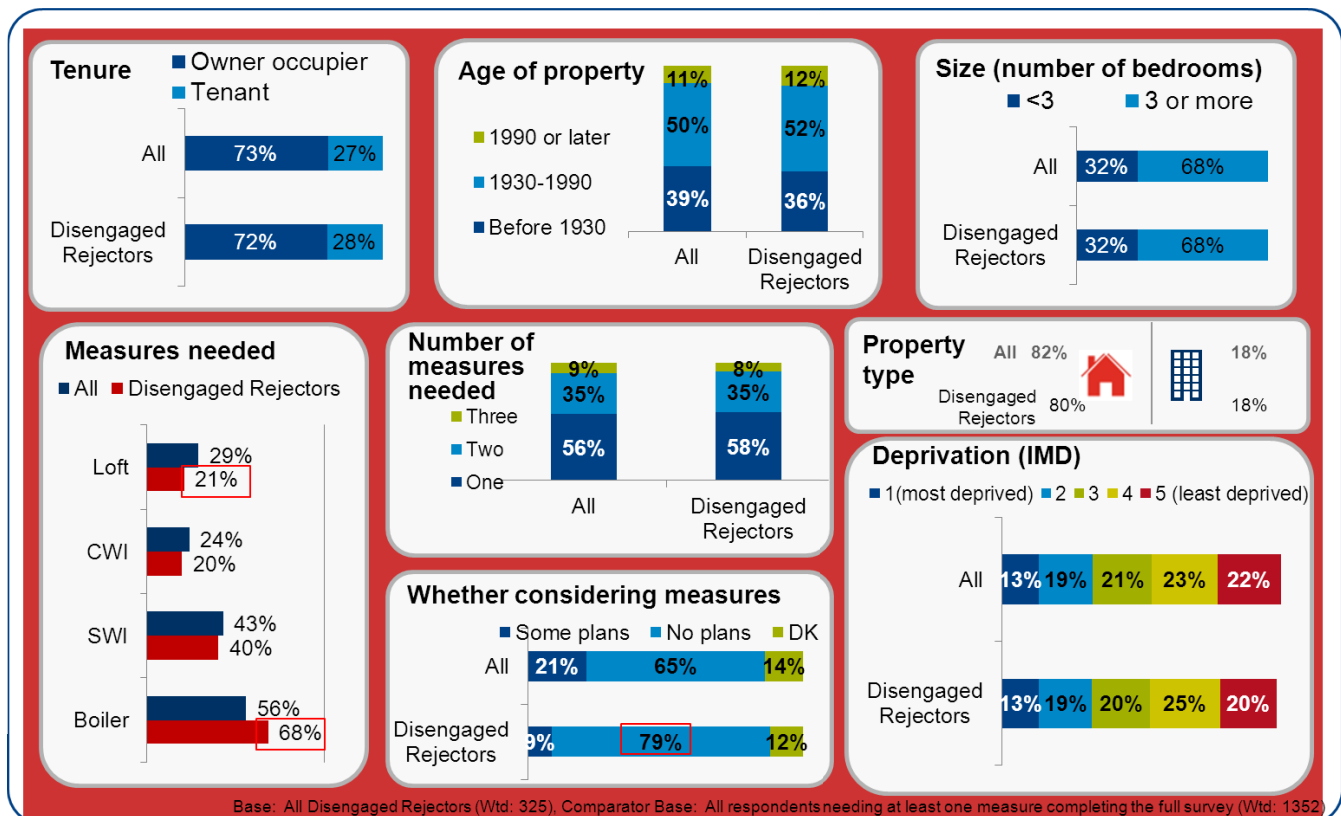 Tenure
Owner occupier
Tenant
All
73%
27%
Disengaged
Rejectors
72%
28%
Age of property
1990 or later
1930-1990
Before 1930
11%
50%
39%
All
12%
52%
36%
Disengaged
Rejectors
Size (number of bedrooms)
<3
3 or more
All
32%
68%
Disengaged
Rejectors
32%
68%
Measures needed
All
Disengaged Rejectors
Loft
29%
21%
CWI
24%
20%
SWI
43%
40%
Boiler
56%
68%
Number of
measures
needed
Three
Two
One
9%
35%
56%
All
8%
35%
58%
Disengaged
Rejectors
Property
type
All 82%
18%
Disengaged
Rejectors 80%
18%
Whether considering measures
Some plans
No plans
DK
All
21%
65%
14%
Disengaged
Rejectors
9%
79%
12%
Deprivation (IMD)
1(most deprived)
2
3
4
5 (least deprived)
All
13%
19%
21%
23%
22%
Disengaged
Rejectors
13%
19%
20%
25%
20%
Base: All Disengaged Rejectors (Wtd: 325), Comparator Base: All respondents needing at least one measure completing the full survey (Wtd: 1352)